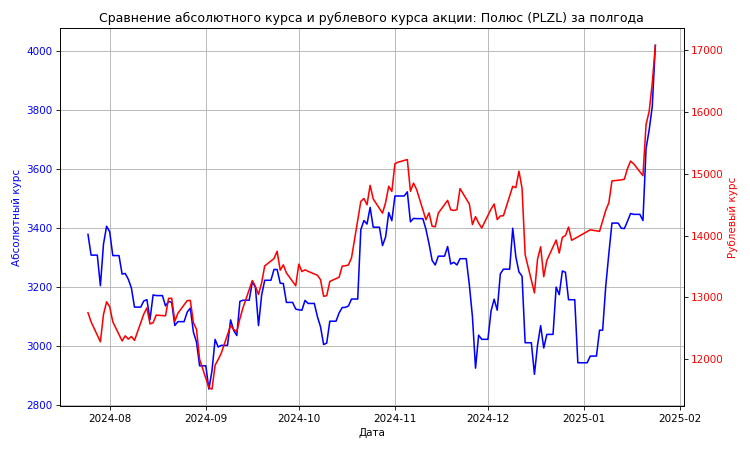 Сравнение абсолютного курса и рублевого курса акции: Полюс (PLZL) за полгода
4000
3800
3600
3400
3200
3000
2800
Абсолютный курс
17000
16000
15000
14000
13000
12000
Рублевый курс
2024-08 2024-09 2024-10 2024-11 2024-12 2025-01 2025-02
Дата